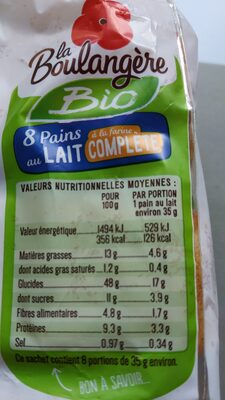 la
Boulangère
Bio
8 Pains
au LAIT
à la farine
COMPLÈTE
VALEURS NUTRITIONNELLES MOYENNES :
POUR 100g
PAR PORTION
1 pain au lait
environ 35 g
Valeur énergétique 1494 kJ 529 kJ
356 kcal 126 kcal
Matières grasses 13 g 4,6 g
dont acides gras saturés 1.2 g 0,4 g
Glucides 48 g 17 g
dont sucres 11 g 3.9 g
Fibres alimentaires 4,8 g 1,7 g
Protéines 9,3 g 3.3 g
Sel 0.97 g 0.34 g
Ce sachet contient 8 portions de 35 g environ.
BON À SAVOIR...